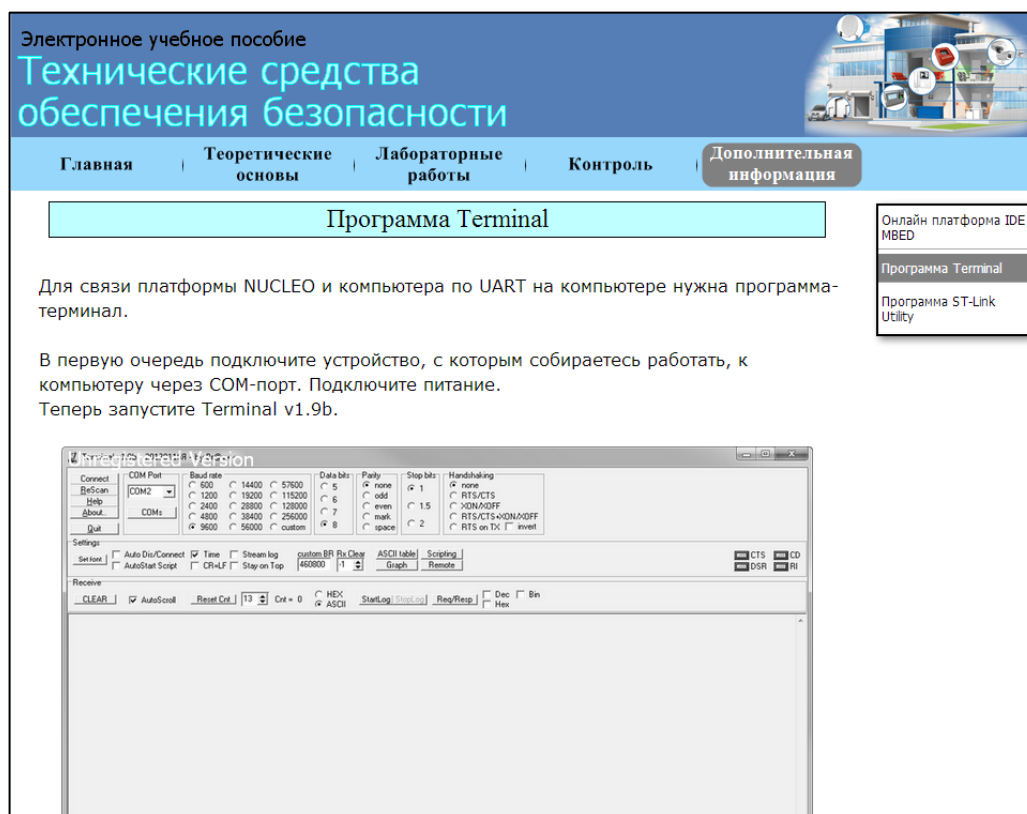 Электронное учебное пособие
Технические средства
обеспечения безопасности
Главная
Теоретические
основы
Лабораторные
работы
Контроль
Дополнительная
информация
Программа Terminal
Онлайн платформа IDE
MBED
Программа Terminal
Программа ST-Link
Utility
Для связи платформы NUCLEO и компьютера по UART на компьютере нужна программа-
терминал.
В первую очередь подключите устройство, с которым собираетесь работать, к
компьютеру через COM-порт. Подключите питание.
Теперь запустите Terminal v1.9b.
Unregistered Version
Connect
ReScan
Help
About..
Quit
COM Port
COM2
COMs
Baud rate
600 14400 57600
1200 19200 115200
2400 28800 128000
4800 38400 256000
9600 56000 custom
Data bits
5
6
7
8
Parity
none
odd
even
mark
space
Stop bits
1
1.5
2
Handshaking
none
RTS/CTS
XON/XOFF
RTS/CTS+XON/XOFF
RTS on TX invert
Settings
Set font
Auto Dis/Connect Time Stream log
AutoStart Script CR=LF Stay on Top
custom BR Rx Clear
460800 -1
ASCII table Scripting
Graph Remote
CTS CD
DSR RI
Receive
CLEAR AutoScroll Reset Cnt 13 Cnt = 0
HEX
ASCII
StartLog StopLog Req/Resp
Dec Bin
Hex